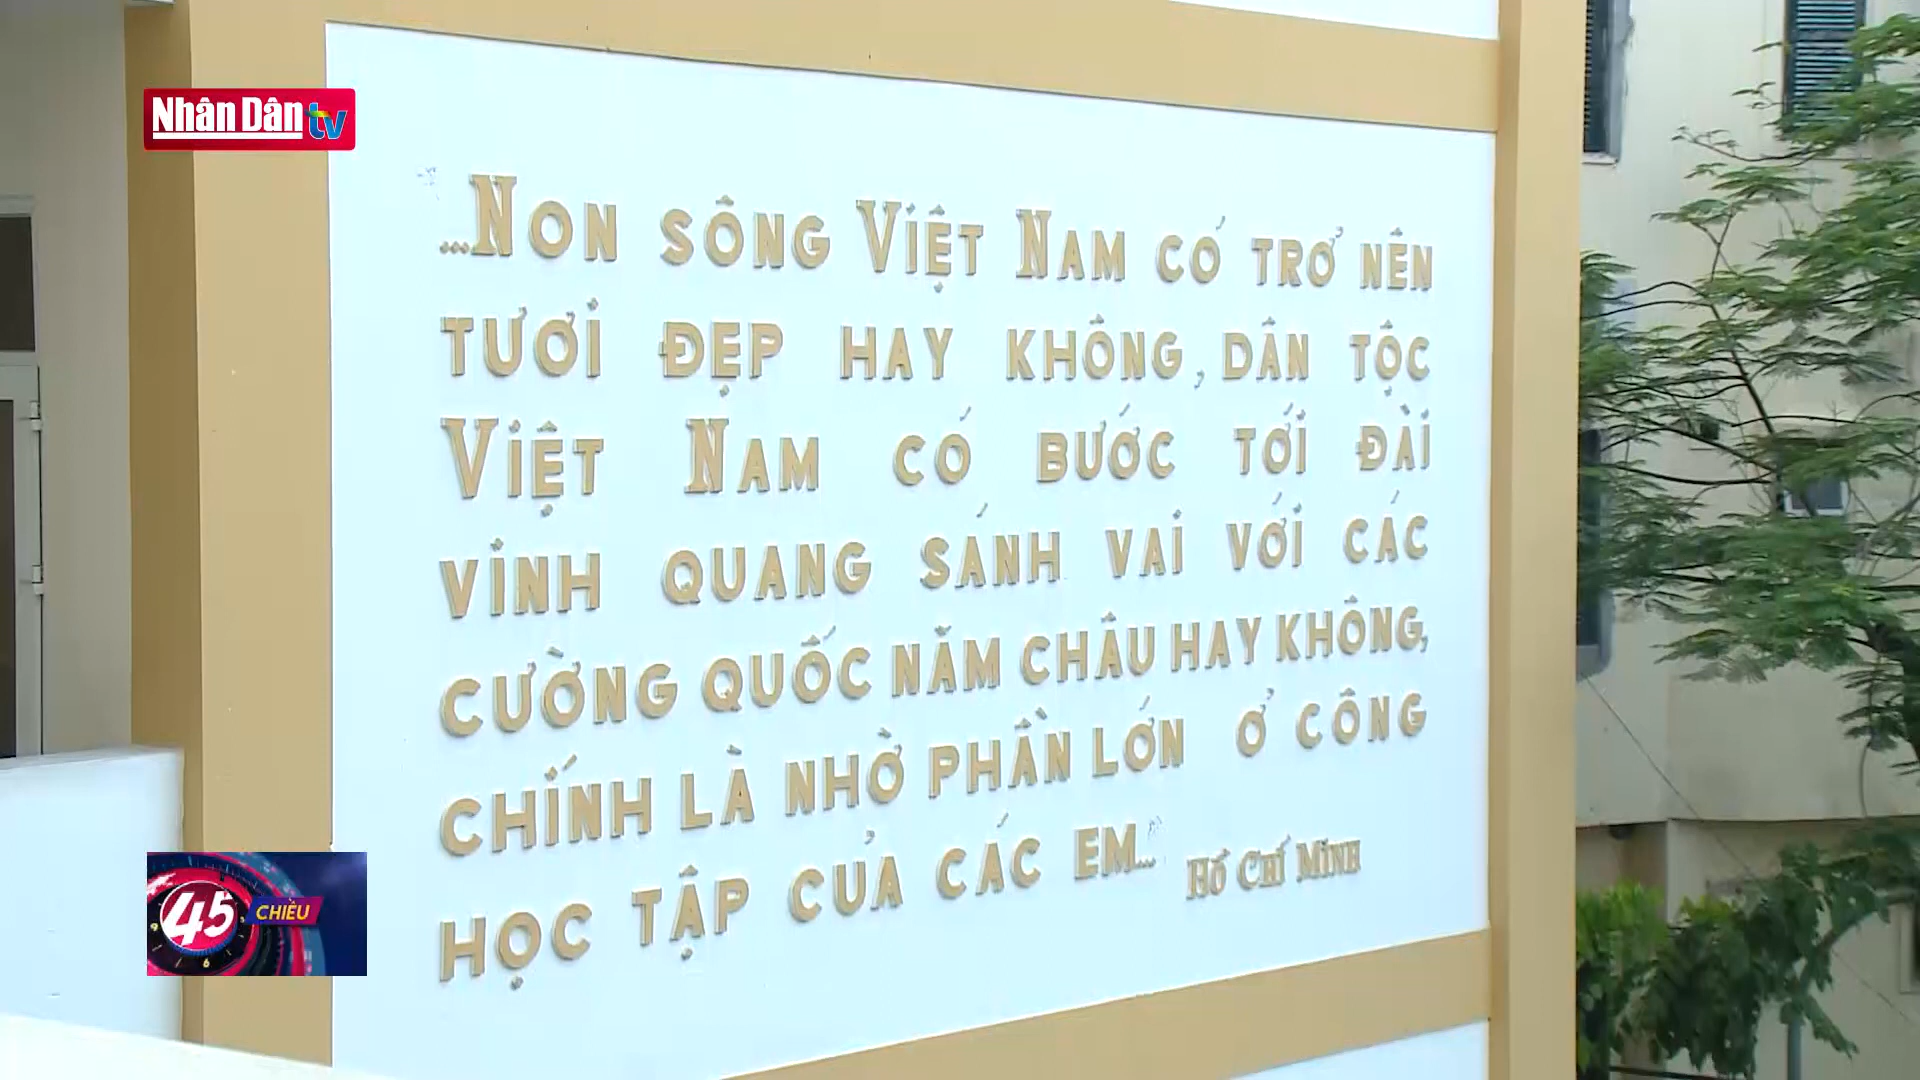 Nhân Dân tv
"...NON SÔNG VIỆT NAM CÓ TRỞ NÊN
TƯƠI ĐẸP HAY KHÔNG, DÂN TỘC
VIỆT NAM CÓ BƯỚC TỚI ĐÀI
VINH QUANG SÁNH VAI VỚI CÁC
CƯỜNG QUỐC NĂM CHÂU HAY KHÔNG,
CHÍNH LÀ NHỜ PHẦN LỚN Ở CÔNG
HỌC TẬP CỦA CÁC EM..."
HỒ CHÍ MINH
45 CHIỀU